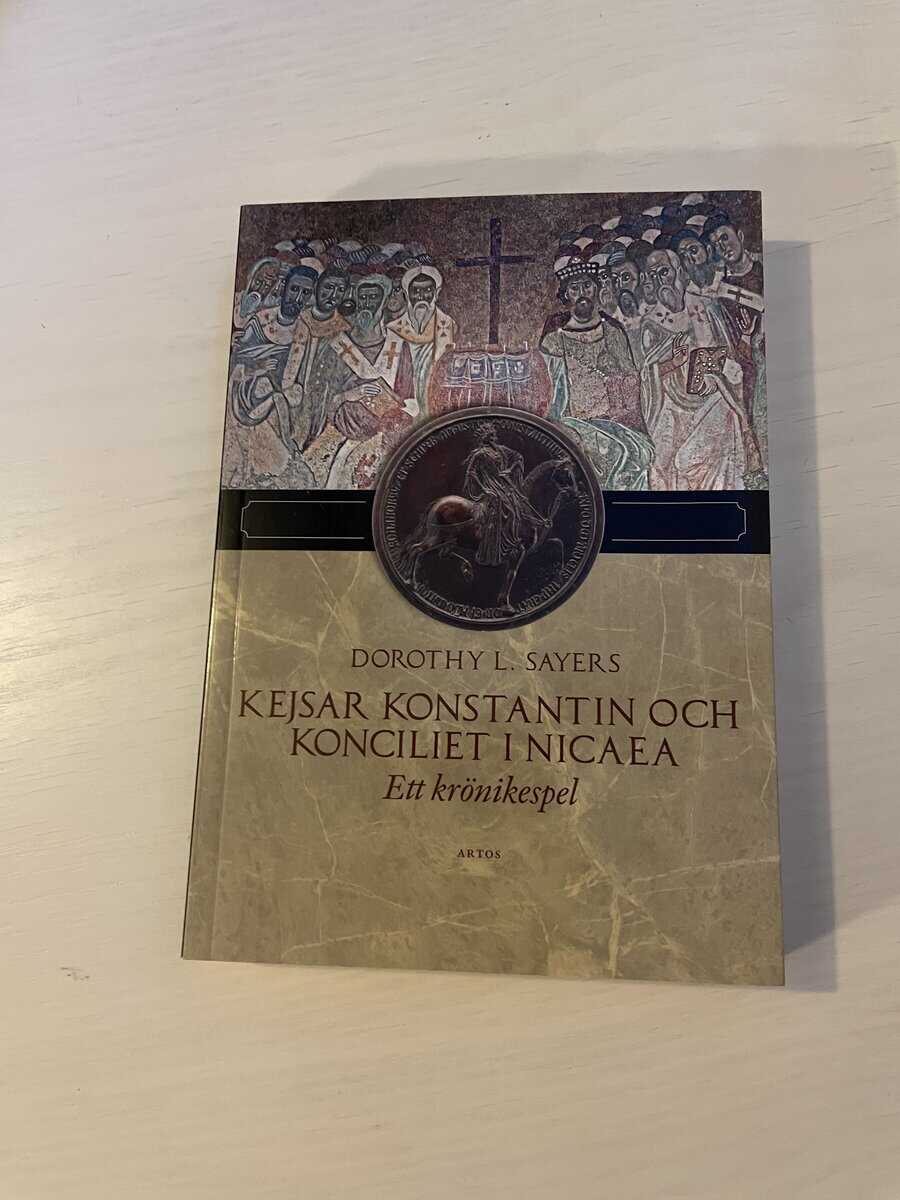 DOROTHY L. SAYERS
KEJSAR KONSTANTIN OCH
KONCILIET I NICAEA
Ett krönikespel
ARTOS